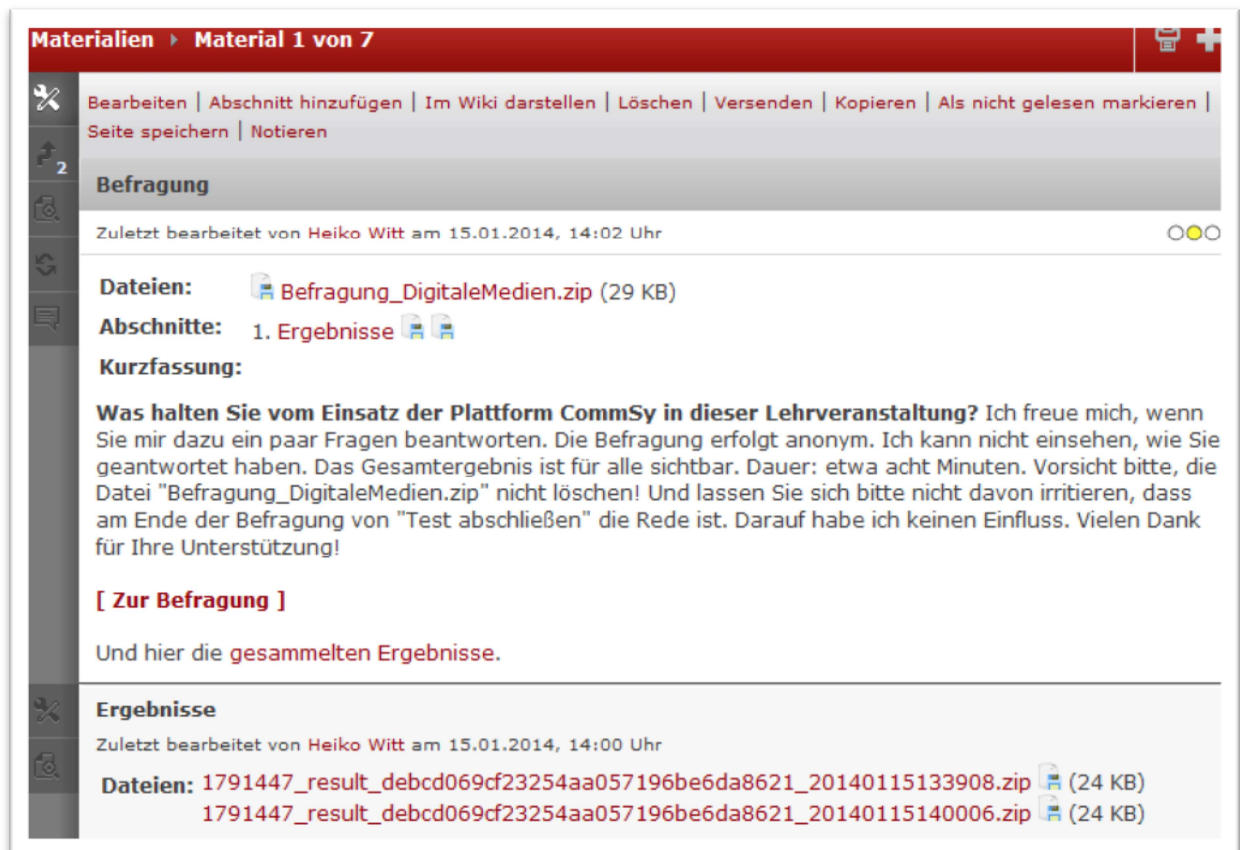 Materialien ▸ Material 1 von 7
Bearbeiten | Abschnitt hinzufügen | Im Wiki darstellen | Löschen | Versenden | Kopieren | Als nicht gelesen markieren |
Seite speichern | Notieren
2
Befragung
Zuletzt bearbeitet von Heiko Witt am 15.01.2014, 14:02 Uhr
Dateien: Befragung_DigitaleMedien.zip (29 KB)
Abschnitte: 1. Ergebnisse
Kurzfassung:
Was halten Sie vom Einsatz der Plattform CommSy in dieser Lehrveranstaltung? Ich freue mich, wenn
Sie mir dazu ein paar Fragen beantworten. Die Befragung erfolgt anonym. Ich kann nicht einsehen, wie Sie
geantwortet haben. Das Gesamtergebnis ist für alle sichtbar. Dauer: etwa acht Minuten. Vorsicht bitte, die
Datei "Befragung_DigitaleMedien.zip" nicht löschen! Und lassen Sie sich bitte nicht davon irritieren, dass
am Ende der Befragung von "Test abschließen" die Rede ist. Darauf habe ich keinen Einfluss. Vielen Dank
für Ihre Unterstützung!
[ Zur Befragung ]
Und hier die gesammelten Ergebnisse.
Ergebnisse
Zuletzt bearbeitet von Heiko Witt am 15.01.2014, 14:00 Uhr
Dateien: 1791447_result_debcd069cf23254aa057196be6da8621_20140115133908.zip (24 KB)
1791447_result_debcd069cf23254aa057196be6da8621_20140115140006.zip (24 KB)